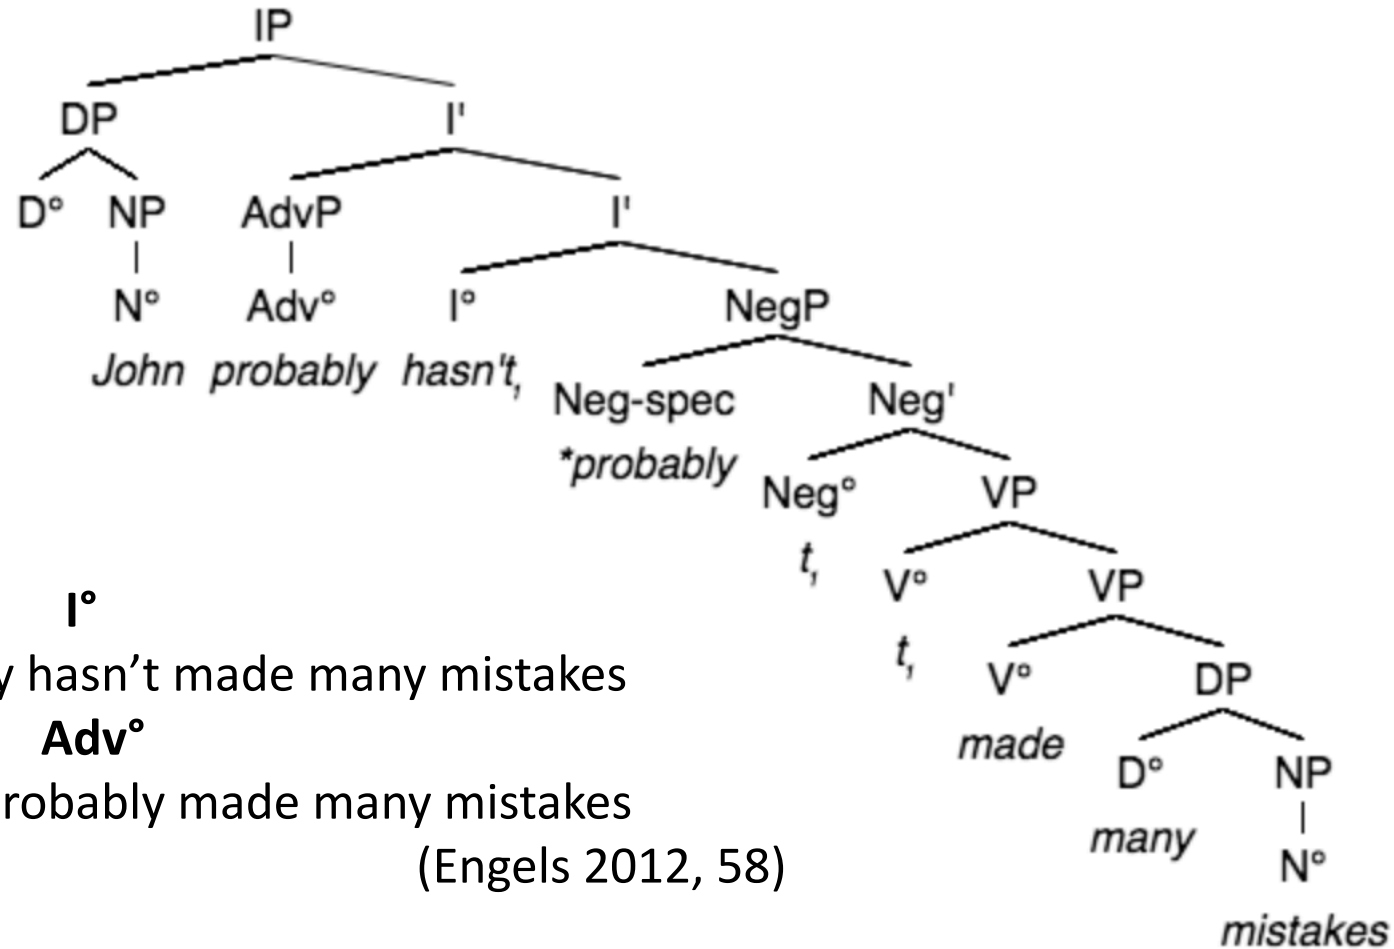 IP
DP I'
D° NP AdvP I'
N° Adv° I° NegP
John probably hasn't, Neg-spec Neg'
*probably Neg° VP
t, V° VP
I°
t, V° DP
y hasn’t made many mistakes
Adv° made D° NP
robably made many mistakes
many N°
(Engels 2012, 58)
mistakes